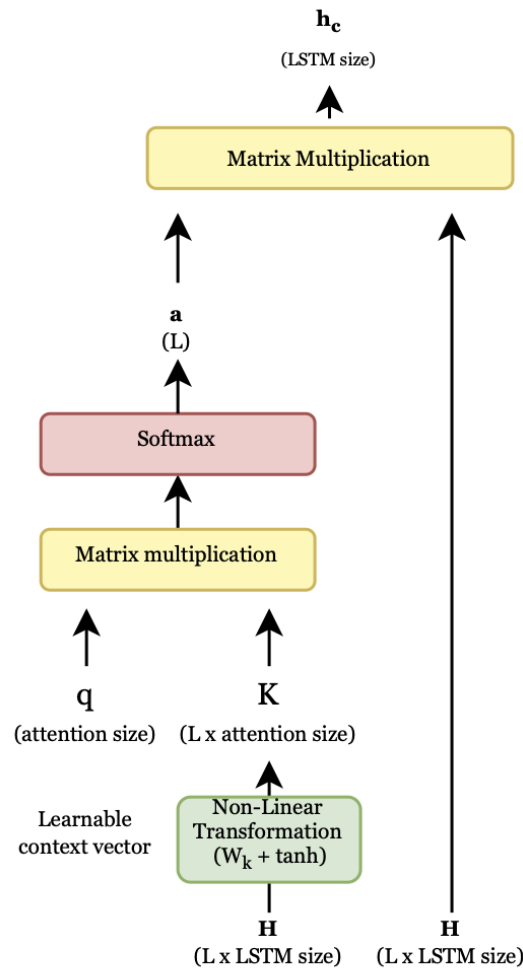 h_c
(LSTM size)
Matrix Multiplication
a
(L)
Softmax
Matrix multiplication
q
(attention size)
K
(L x attention size)
Learnable
context vector
Non-Linear
Transformation
(W_k + tanh)
H
(L x LSTM size)
H
(L x LSTM size)